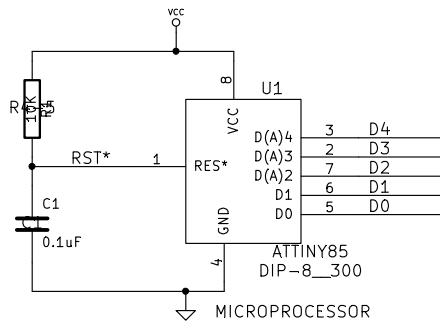 VCC
8
U1
VCC
10K
D(A)4 3 D4
D(A)3 2 D3
RST* 1 RES* D(A)2 7 D2
D1 6 D1
D0 5 D0
C1
0.1uF
GND
4
ATTINY85
DIP-8__300
MICROPROCESSOR